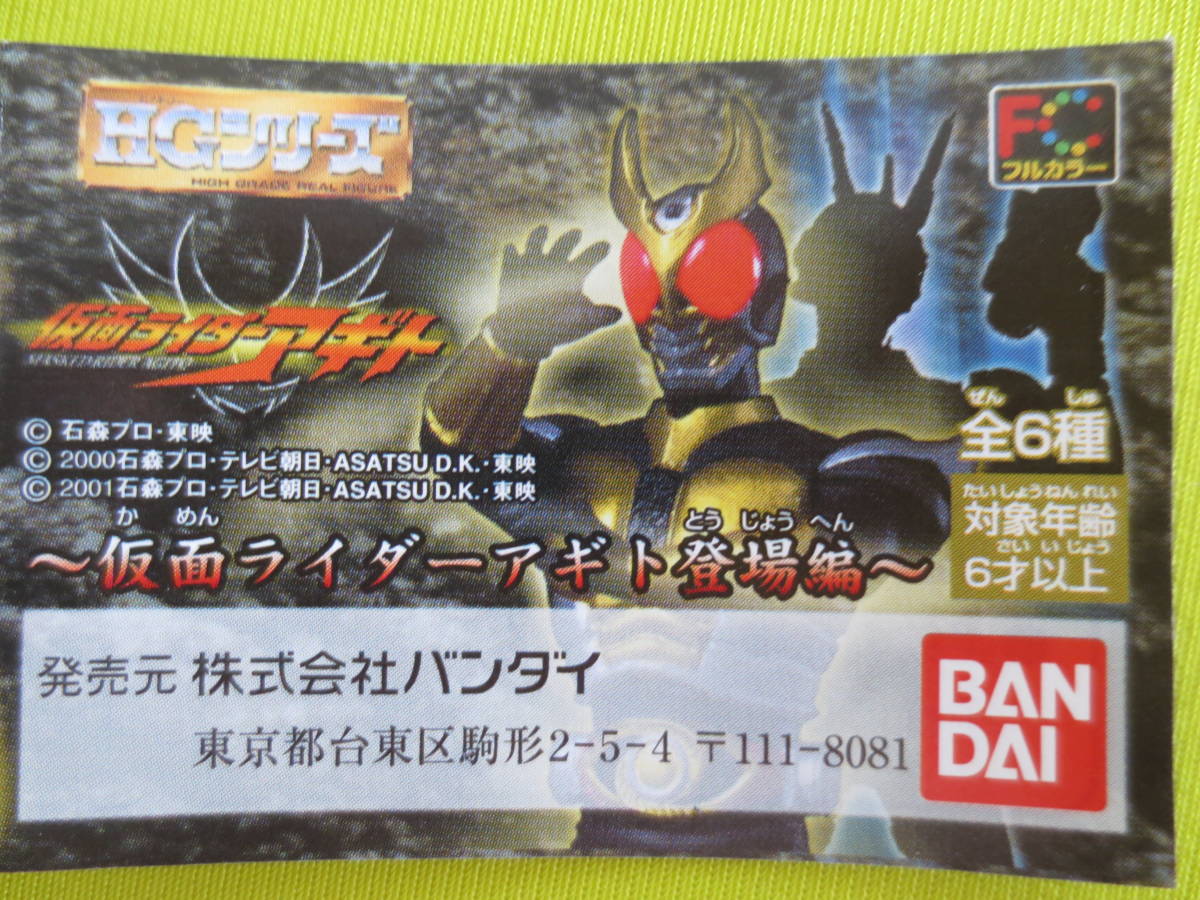 HGシリーズ
HIGH GRADE REAL FIGURE
FC
フルカラー
仮面ライダーアギト
MASKED RIDER AGITO
© 石森プロ・東映
© 2000石森プロ・テレビ朝日・ASATSU D.K.・東映
© 2001石森プロ・テレビ朝日・ASATSU D.K.・東映
ぜん しゅ
全6種
たいしょうねんれい
対象年齢
さい いじょう
6才以上
か めん とう じょう へん
～仮面ライダーアギト登場編～
発売元 株式会社バンダイ
東京都台東区駒形2-5-4 〒111-8081
BAN
DAI